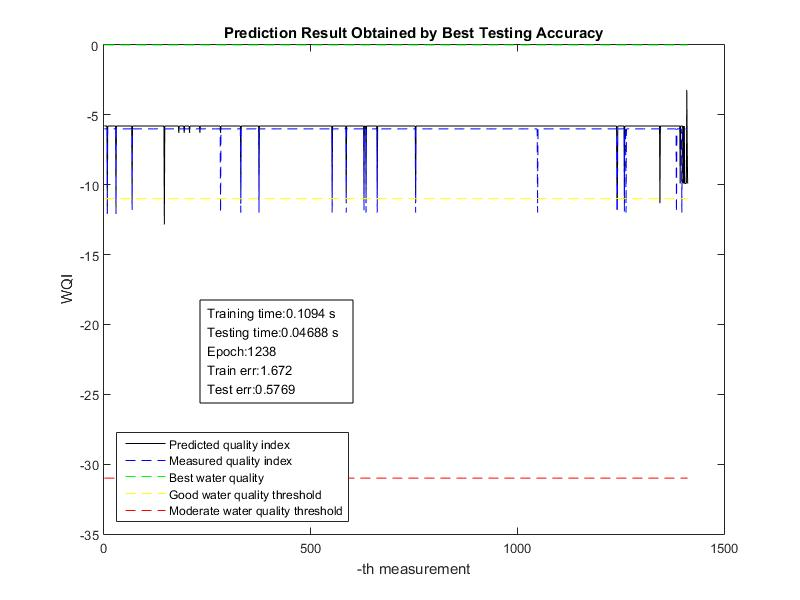 Prediction Result Obtained by Best Testing Accuracy
0
-5
-10
-15
-20
-25
-30
-35
WQI
Training time:0.1094 s
Testing time:0.04688 s
Epoch:1238
Train err:1.672
Test err:0.5769
Predicted quality index
Measured quality index
Best water quality
Good water quality threshold
Moderate water quality threshold
0 500 1000 1500
-th measurement